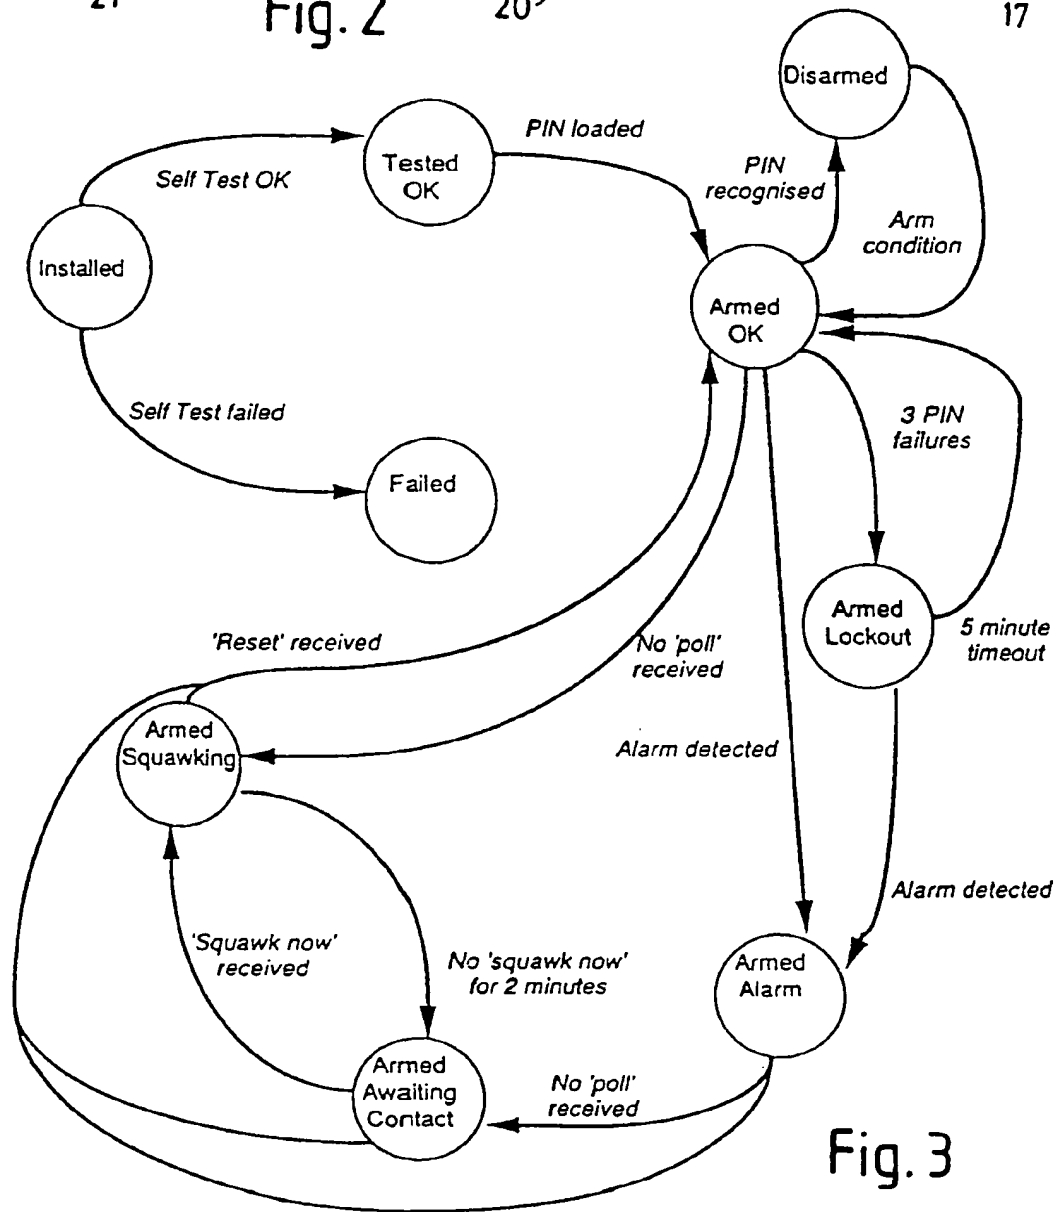 21
Fig. 2
20
17
Disarmed
PIN loaded
Tested
OK
PIN
recognised
Self Test OK
Arm
condition
Installed
Armed
OK
Self Test failed
3 PIN
failures
Failed
Armed
Lockout
5 minute
timeout
'Reset' received
No 'poll'
received
Armed
Squawking
Alarm detected
Alarm detected
'Squawk now'
received
No 'squawk now'
for 2 minutes
Armed
Alarm
Armed
Awaiting
Contact
No 'poll'
received
Fig. 3